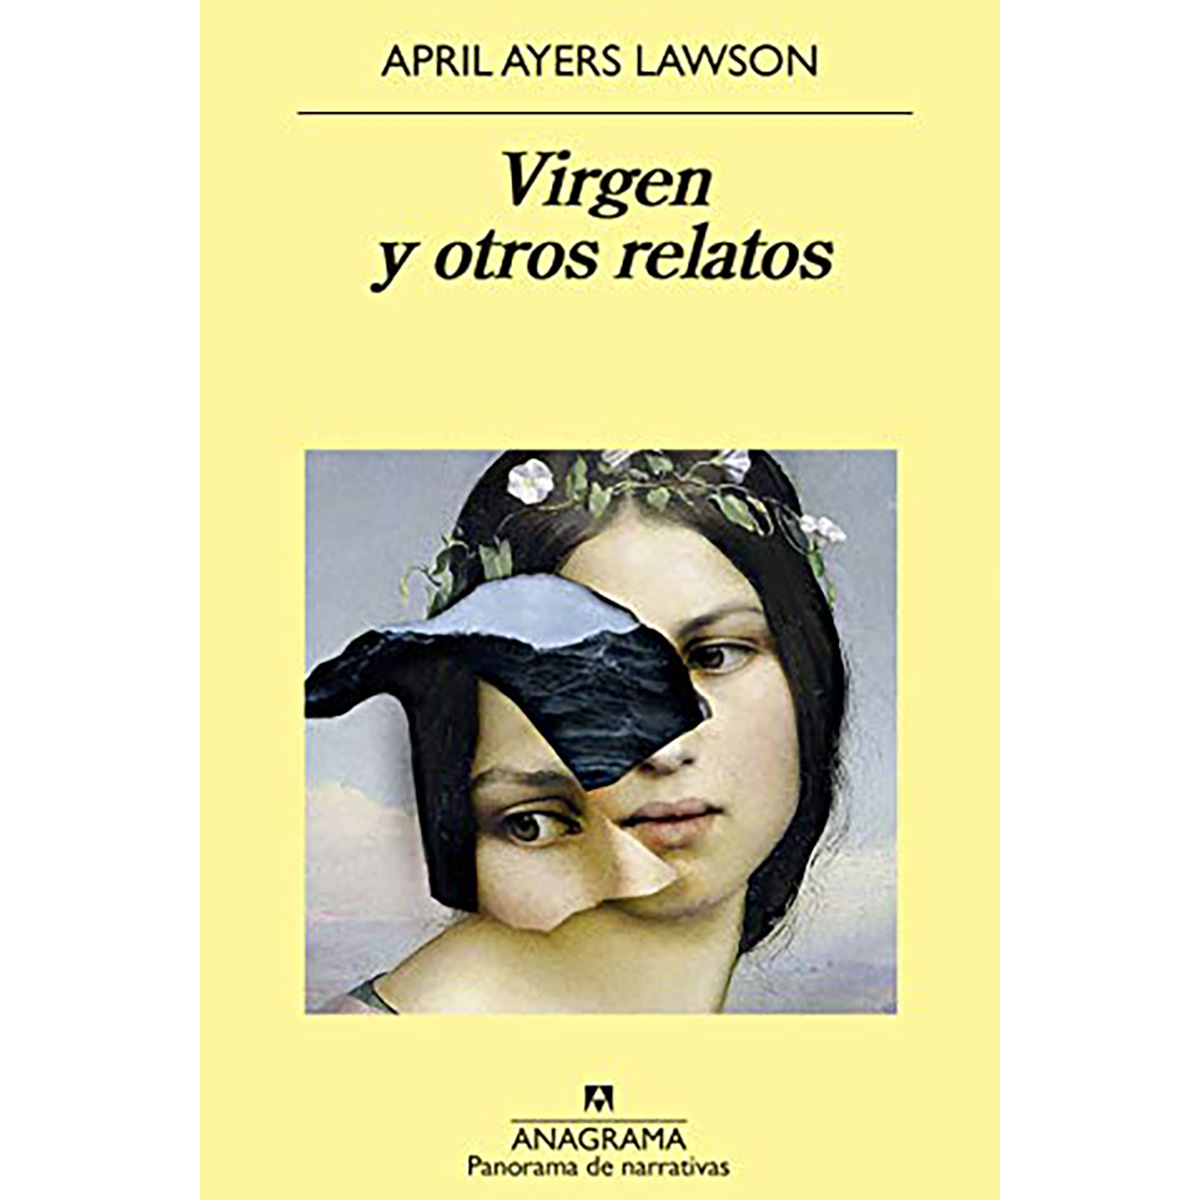 APRIL AYERS LAWSON
Virgen
y otros relatos
ANAGRAMA
Panorama de narrativas